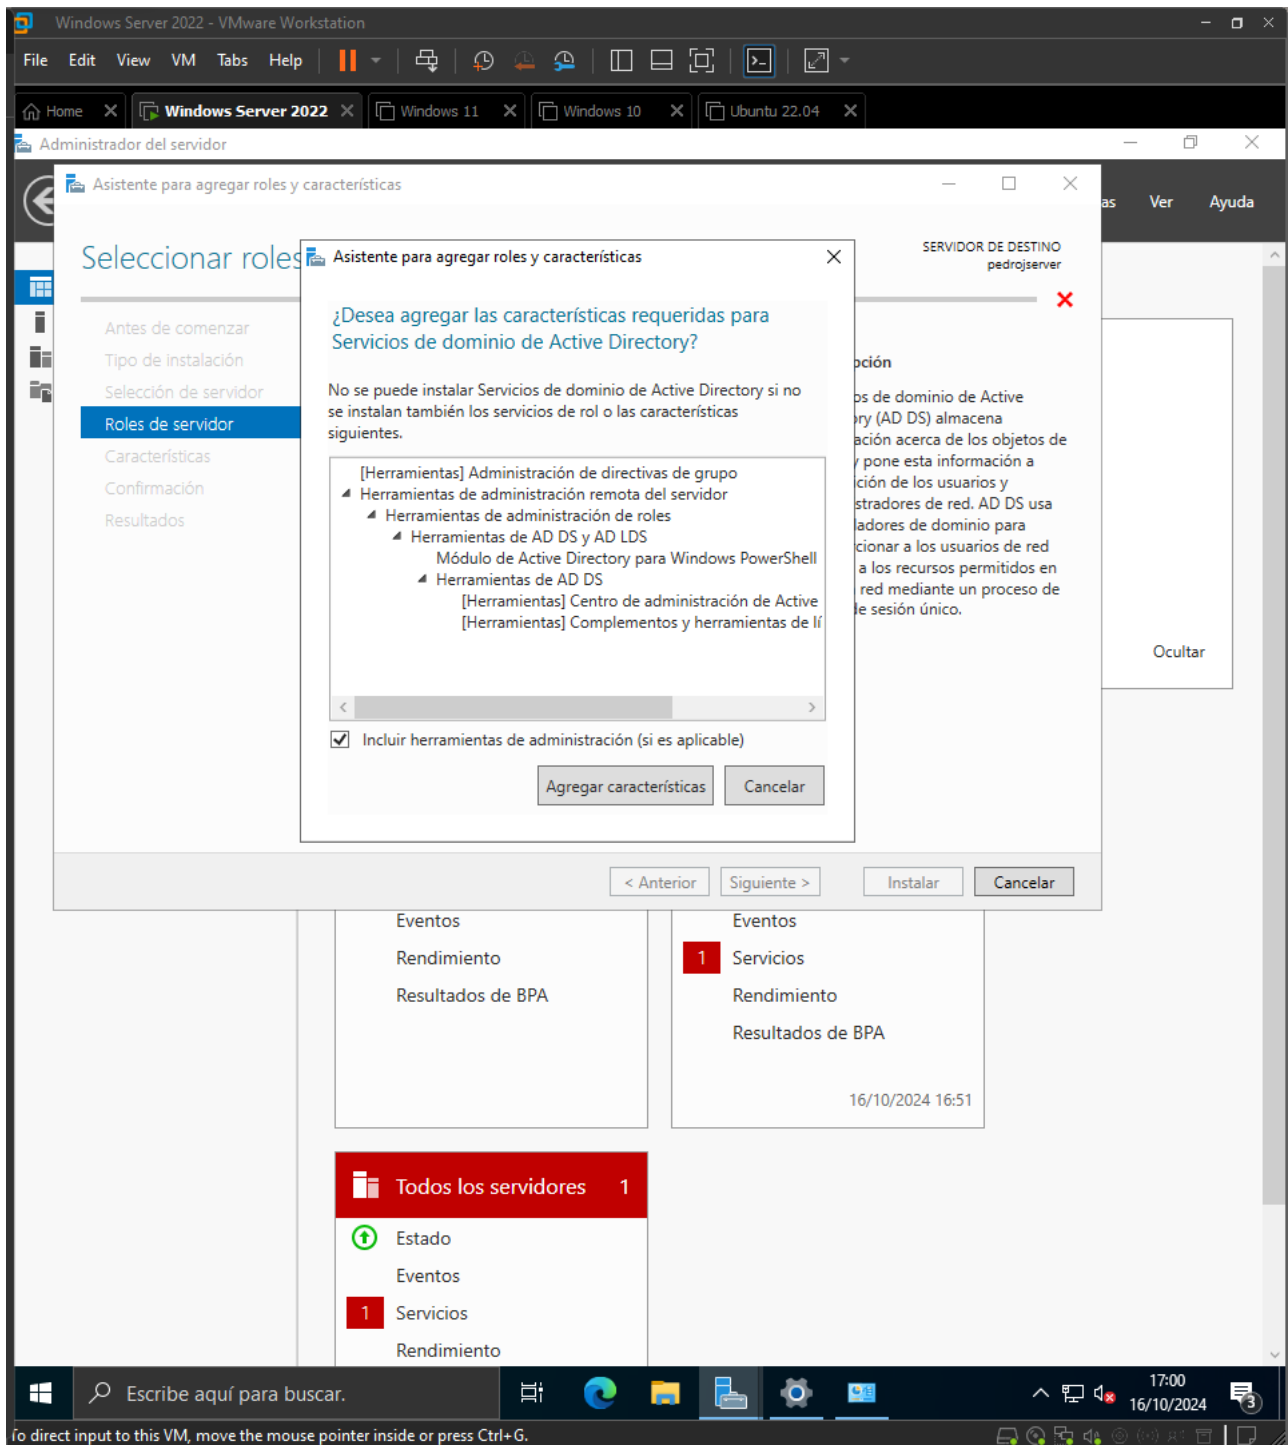 Windows Server 2022 - VMware Workstation
File Edit View VM Tabs Help
Home Windows Server 2022 Windows 11 Windows 10 Ubuntu 22.04
Administrador del servidor
Asistente para agregar roles y características
as Ver Ayuda
Seleccionar roles
SERVIDOR DE DESTINO
pedrojserver
Antes de comenzar
Tipo de instalación
Selección de servidor
Roles de servidor
Características
Confirmación
Resultados
Asistente para agregar roles y características
¿Desea agregar las características requeridas para
Servicios de dominio de Active Directory?
No se puede instalar Servicios de dominio de Active Directory si no
se instalan también los servicios de rol o las características
siguientes.
[Herramientas] Administración de directivas de grupo
Herramientas de administración remota del servidor
Herramientas de administración de roles
Herramientas de AD DS y AD LDS
Módulo de Active Directory para Windows PowerShell
Herramientas de AD DS
[Herramientas] Centro de administración de Active
[Herramientas] Complementos y herramientas de lí
Incluir herramientas de administración (si es aplicable)
Agregar características Cancelar
pción
os de dominio de Active
ory (AD DS) almacena
ación acerca de los objetos de
y pone esta información a
ición de los usuarios y
stradores de red. AD DS usa
ladores de dominio para
cionar a los usuarios de red
a los recursos permitidos en
red mediante un proceso de
de sesión único.
Ocultar
< Anterior Siguiente > Instalar Cancelar
Eventos
Rendimiento
Resultados de BPA
Eventos
1 Servicios
Rendimiento
Resultados de BPA
16/10/2024 16:51
Todos los servidores 1
Estado
Eventos
1 Servicios
Rendimiento
Escribe aquí para buscar.
17:00
16/10/2024
3
To direct input to this VM, move the mouse pointer inside or press Ctrl+G.